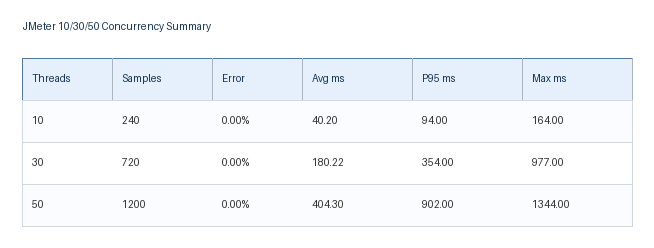 JMeter 10/30/50 Concurrency Summary
Threads Samples Error Avg ms P95 ms Max ms
10 240 0.00% 40.20 94.00 164.00
30 720 0.00% 180.22 354.00 977.00
50 1200 0.00% 404.30 902.00 1344.00